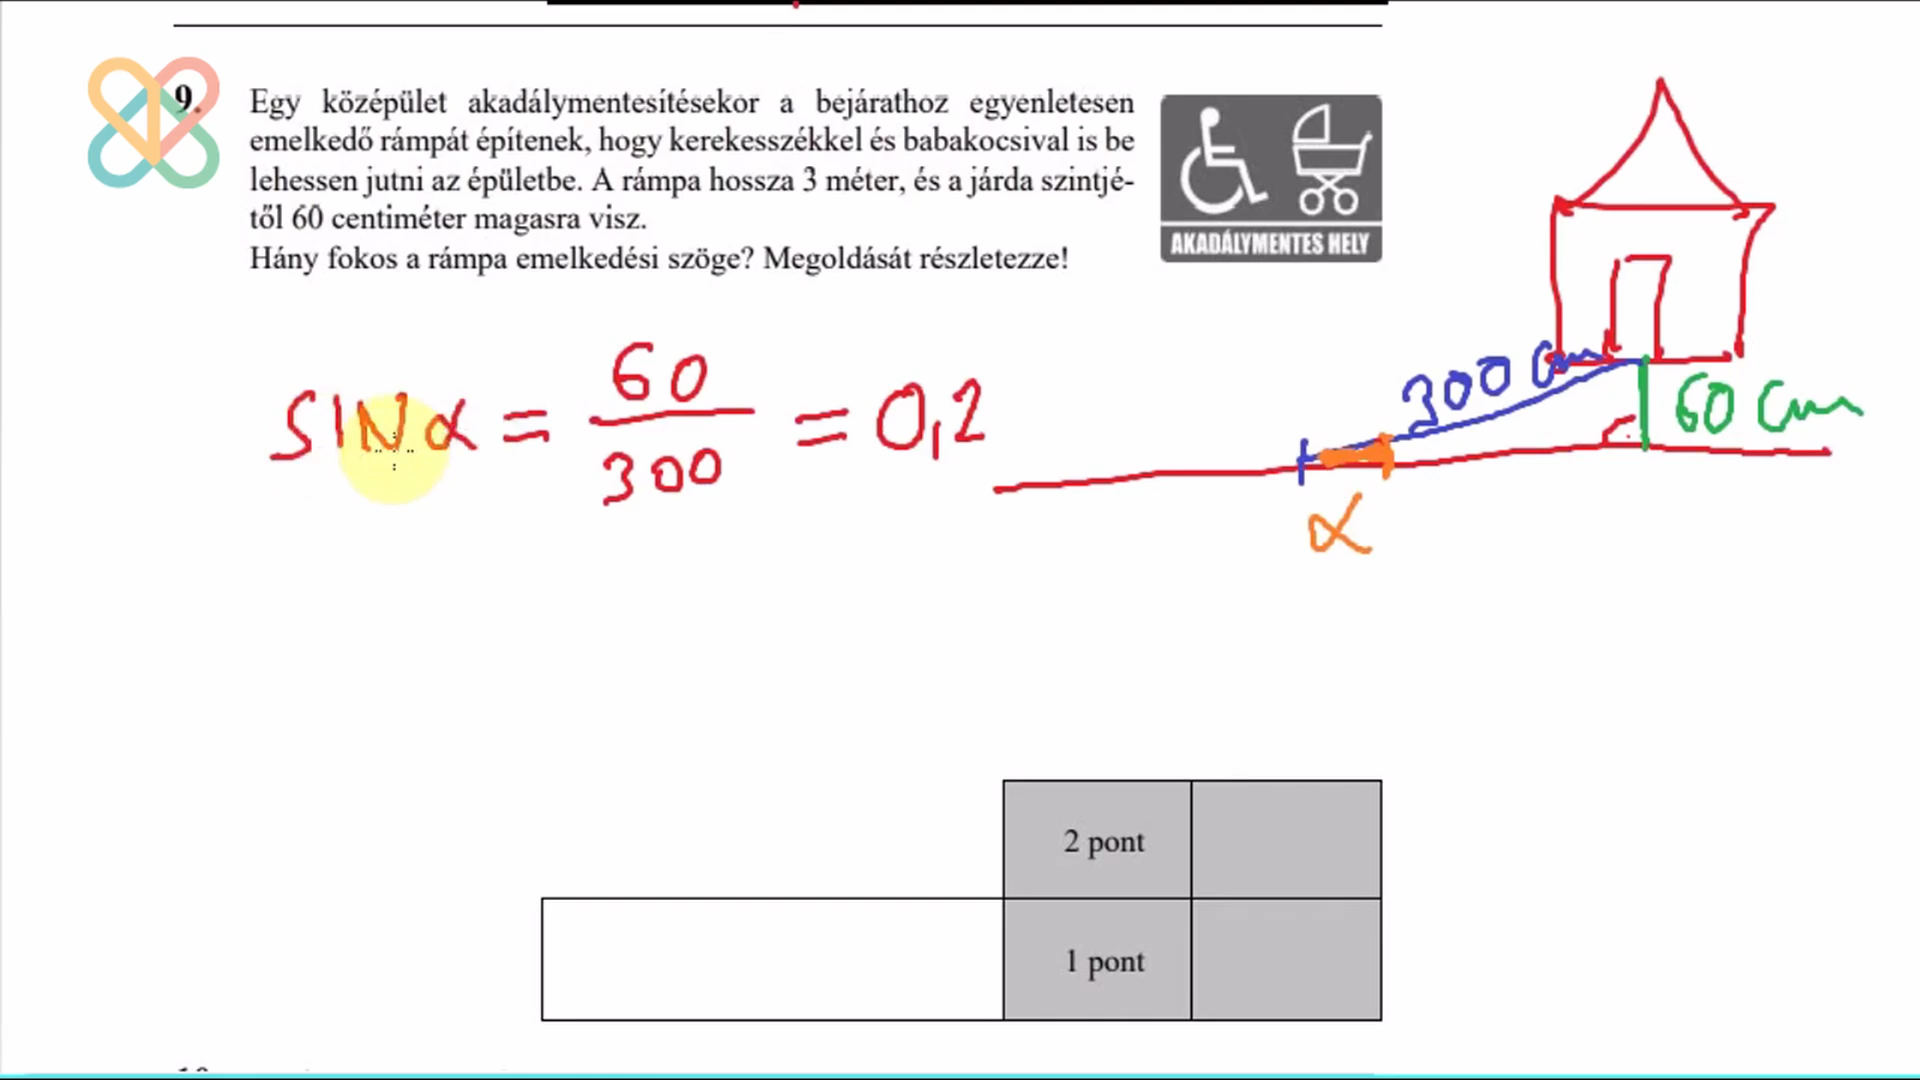 9. Egy középület akadálymentesítésekor a bejárathoz egyenletesen
emelkedő rámpát építenek, hogy kerekesszékkel és babakocsival is be
lehessen jutni az épületbe. A rámpa hossza 3 méter, és a járda szintjé-
től 60 centiméter magasra visz.
Hány fokos a rámpa emelkedési szöge? Megoldását részletezze!
AKADÁLYMENTES HELY
SIN α = 60/300 = 0,2
300 cm
60 cm
α
2 pont
1 pont